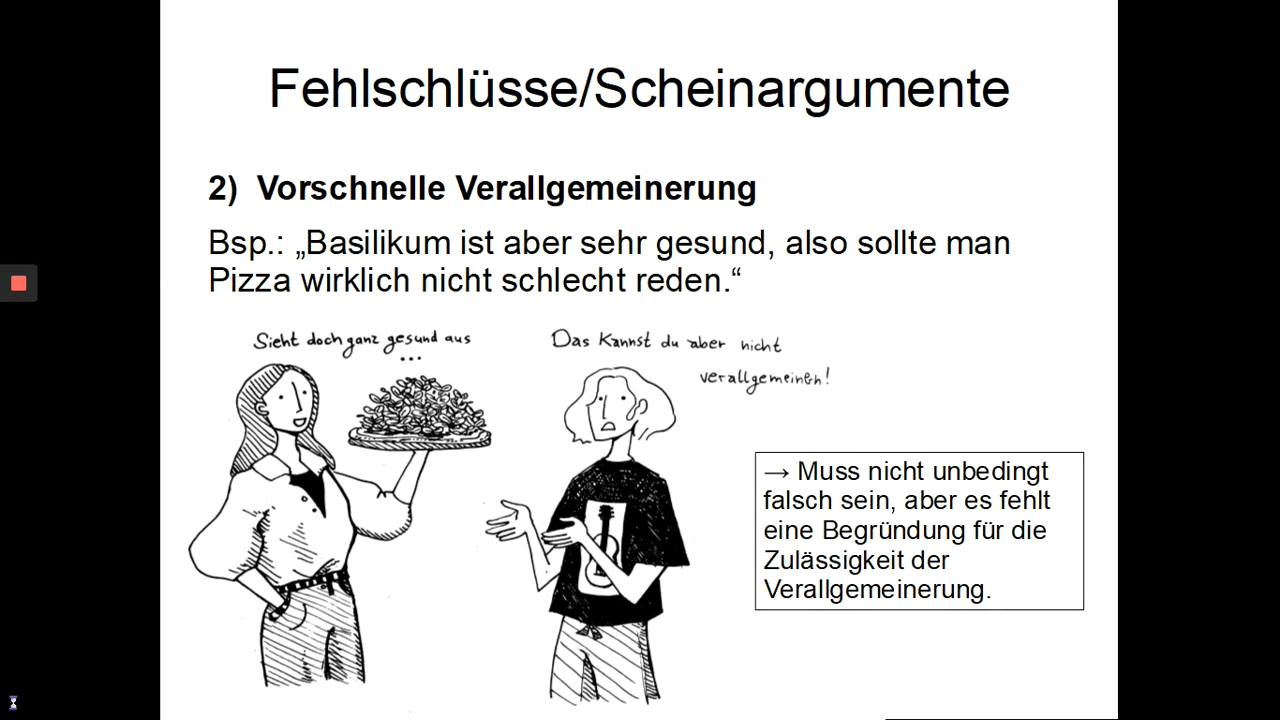 Fehlschlüsse/Scheinargumente
2) Vorschnelle Verallgemeinerung
Bsp.: „Basilikum ist aber sehr gesund, also sollte man
Pizza wirklich nicht schlecht reden.“
Sieht doch ganz gesund aus
...
Das kannst du aber nicht
verallgemeinern!
→ Muss nicht unbedingt
falsch sein, aber es fehlt
eine Begründung für die
Zulässigkeit der
Verallgemeinerung.